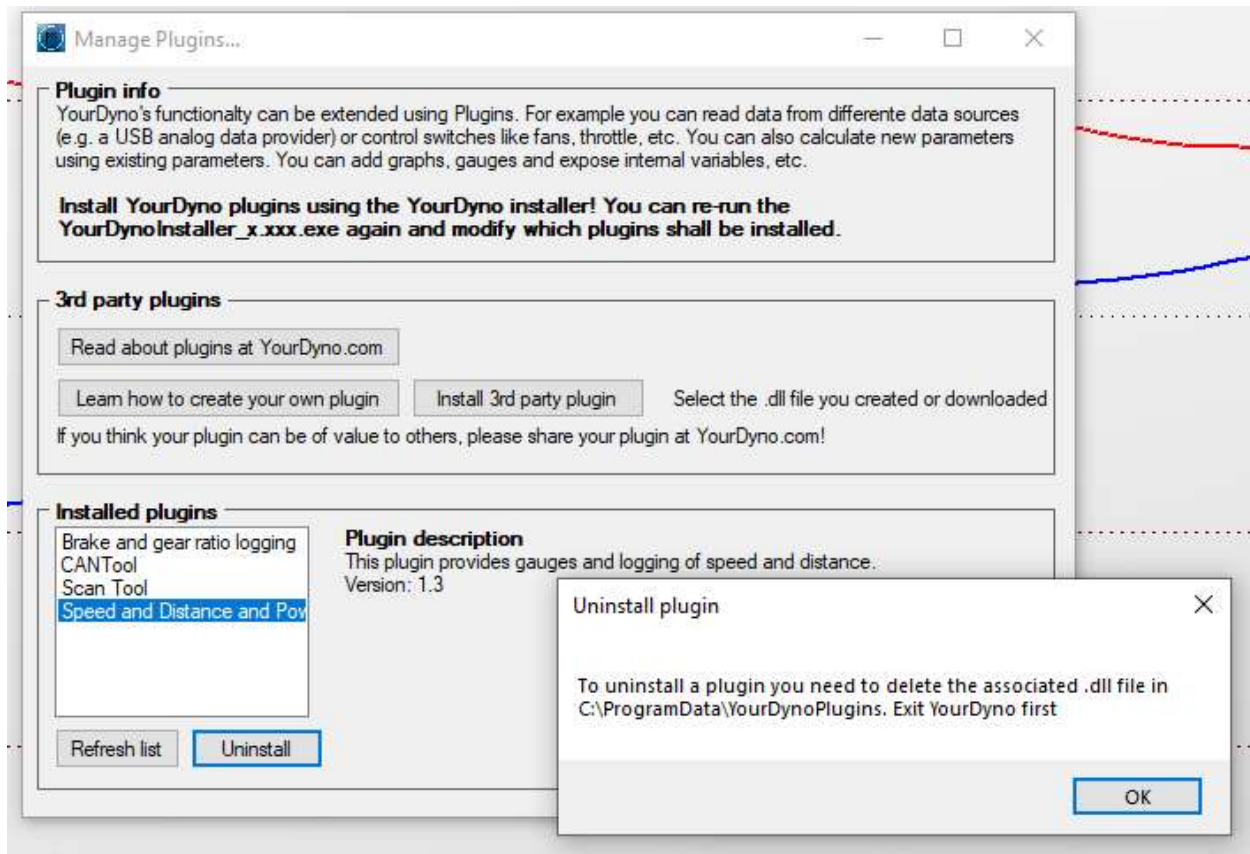 Manage Plugins...
Plugin info
YourDyno's functionalty can be extended using Plugins. For example you can read data from differente data sources
(e.g. a USB analog data provider) or control switches like fans, throttle, etc. You can also calculate new parameters
using existing parameters. You can add graphs, gauges and expose internal variables, etc.
Install YourDyno plugins using the YourDyno installer! You can re-run the
YourDynoInstaller_x.xxx.exe again and modify which plugins shall be installed.
3rd party plugins
Read about plugins at YourDyno.com
Learn how to create your own plugin Install 3rd party plugin Select the .dll file you created or downloaded
If you think your plugin can be of value to others, please share your plugin at YourDyno.com!
Installed plugins
Brake and gear ratio logging
CANTool
Scan Tool
Speed and Distance and Pow
Plugin description
This plugin provides gauges and logging of speed and distance.
Version: 1.3
Refresh list Uninstall
Uninstall plugin
To uninstall a plugin you need to delete the associated .dll file in
C:\ProgramData\YourDynoPlugins. Exit YourDyno first
OK